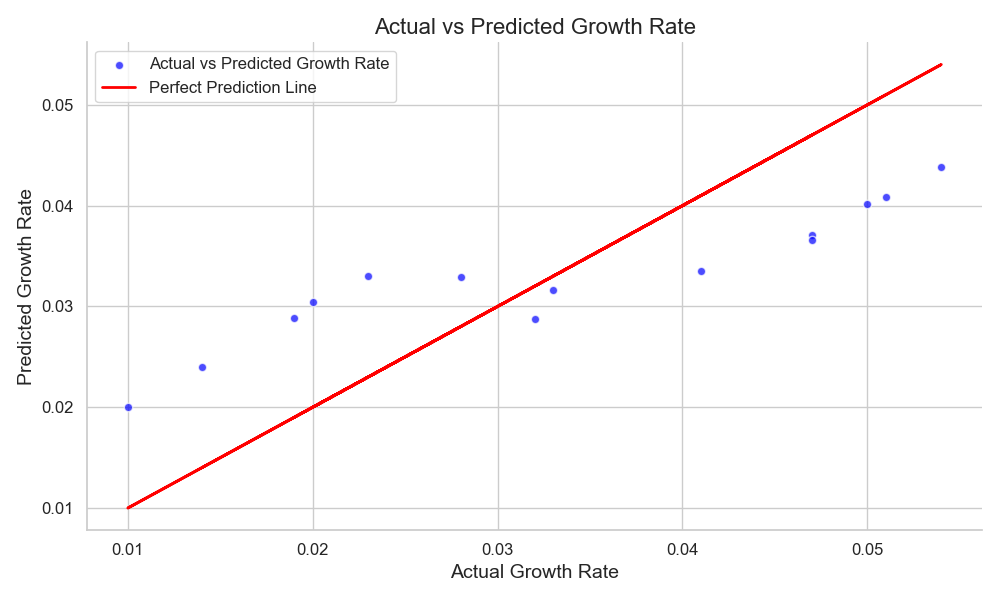 Actual vs Predicted Growth Rate
Actual vs Predicted Growth Rate
Perfect Prediction Line
Predicted Growth Rate
0.05
0.04
0.03
0.02
0.01
0.01 0.02 0.03 0.04 0.05
Actual Growth Rate